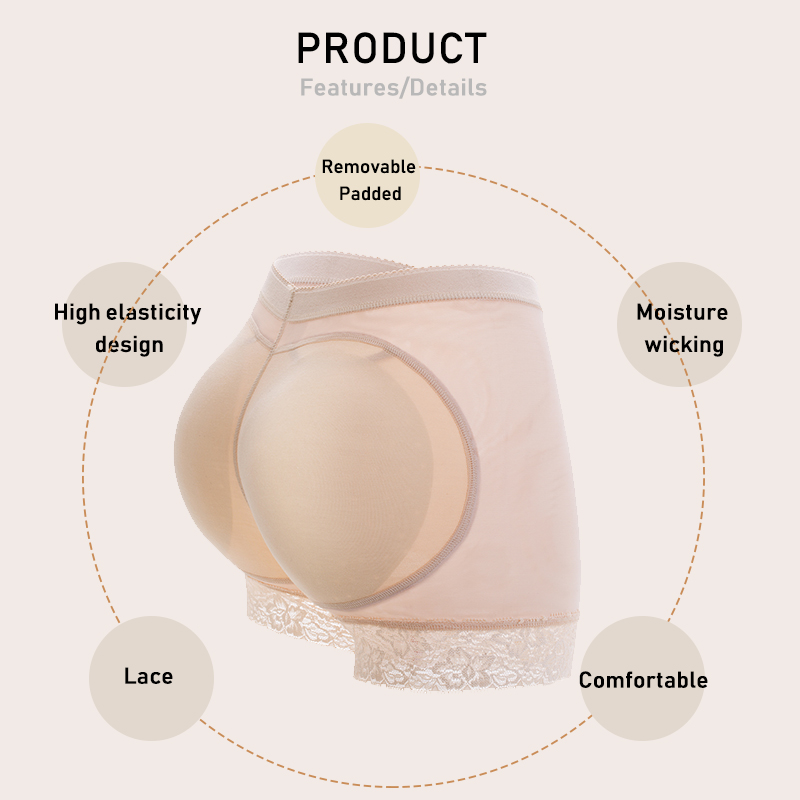 PRODUCT
Features/Details
Removable
Padded
High elasticity
design
Moisture
wicking
Lace
Comfortable